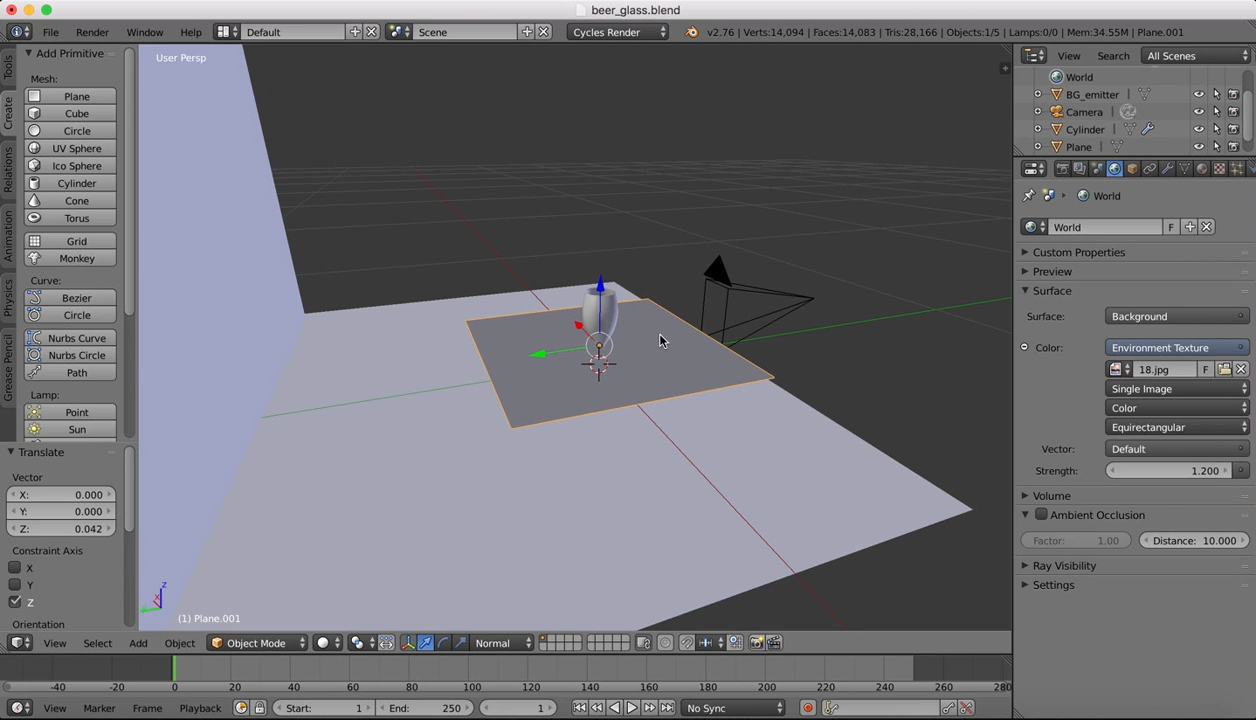 beer_glass.blend
File Render Window Help Default Scene Cycles Render v2.76 | Verts:14,094 | Faces:14,083 | Tris:28,166 | Objects:1/5 | Lamps:0/0 | Mem:34.55M | Plane.001
Tools
Create
Relations
Animation
Physics
Grease Pencil
Add Primitive
Mesh:
Plane
Cube
Circle
UV Sphere
Ico Sphere
Cylinder
Cone
Torus
Grid
Monkey
Curve:
Bezier
Circle
Nurbs Curve
Nurbs Circle
Path
Lamp:
Point
Sun
Translate
Vector
X: 0.000
Y: 0.000
Z: 0.042
Constraint Axis
X
Y
Z
Orientation
User Persp
z
x
(1) Plane.001
View Select Add Object Object Mode Normal
View Search All Scenes
World
BG_emitter
Camera
Cylinder
Plane
World
World F
Custom Properties
Preview
Surface
Surface: Background
Color: Environment Texture
18.jpg F
Single Image
Color
Equirectangular
Vector: Default
Strength: 1.200
Volume
Ambient Occlusion
Factor: 1.00 Distance: 10.000
Ray Visibility
Settings
-40 -20 0 20 40 60 80 100 120 140 160 180 200 220 240 260 280
View Marker Frame Playback Start: 1 End: 250 1 No Sync